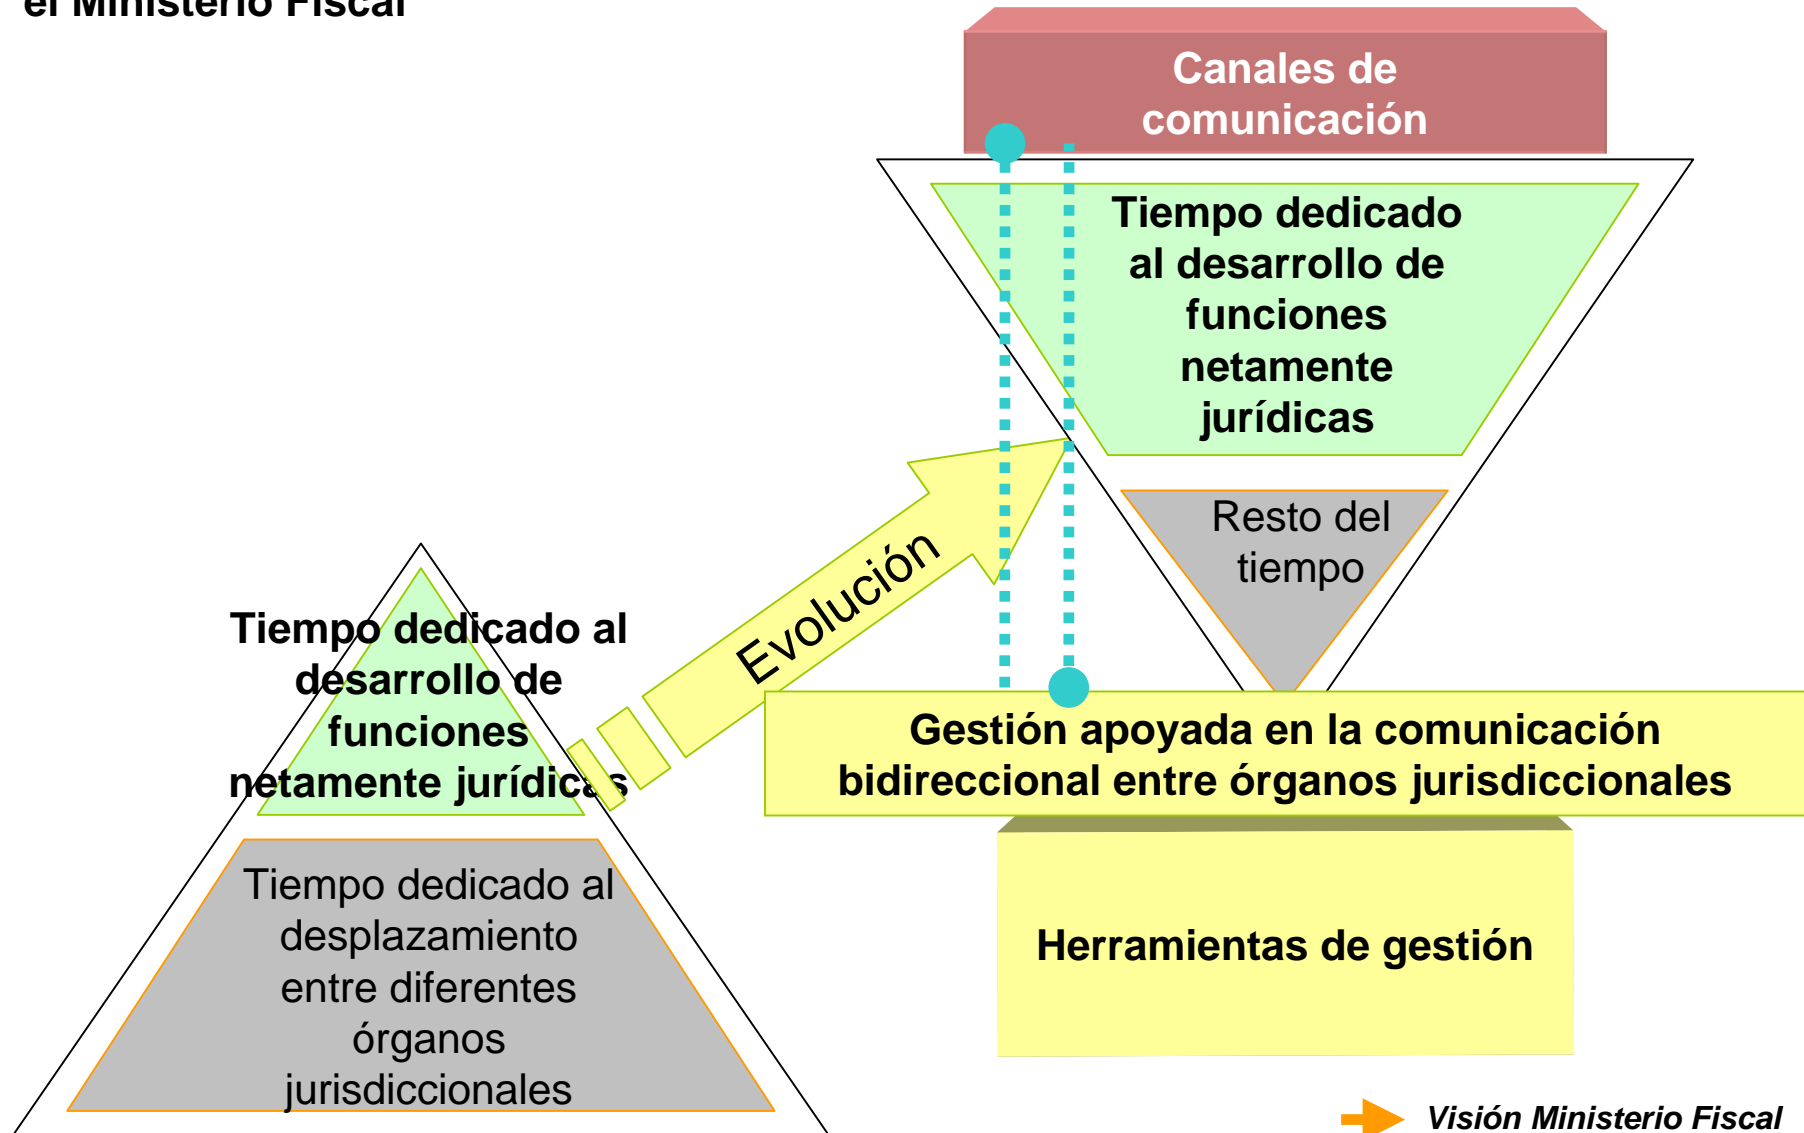 el Ministerio Fiscal
Canales de
comunicación
Tiempo dedicado
al desarrollo de
funciones
netamente
jurídicas
Resto del
tiempo
Evolución
Tiempo dedicado al
desarrollo de
funciones
netamente jurídicas
Tiempo dedicado al
desplazamiento
entre diferentes
órganos
jurisdiccionales
Gestión apoyada en la comunicación
bidireccional entre órganos jurisdiccionales
Herramientas de gestión
Visión Ministerio Fiscal